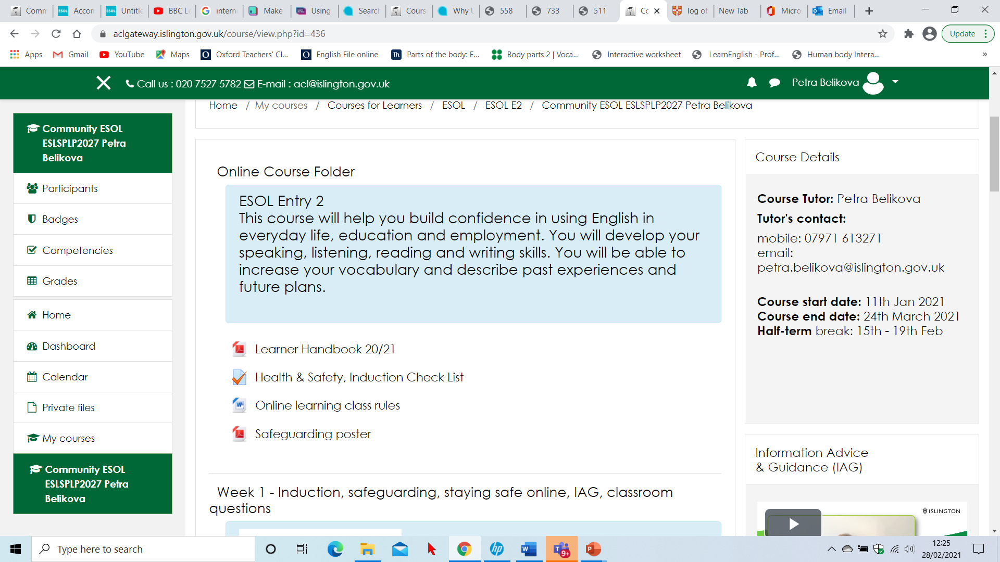 Comm
Accon
Untitle
BBC Le
intern
Make
Using
Search
Course
Why U
558
733
511
Co
log of
New Tab
Micro
Email
aclgateway.islington.gov.uk/course/view.php?id=436
Update
Apps
Gmail
YouTube
Maps
Oxford Teachers' Cl...
English File online
Parts of the body: E...
Body parts 2 | Voca...
Interactive worksheet
LearnEnglish - Prof...
Human body Intera...
»
Call us : 020 7527 5782 E-mail : acl@islington.gov.uk
Petra Belikova
Home / My courses / Courses for Learners / ESOL / ESOL E2 / Community ESOL ESLSPLP2027 Petra Belikova
Community ESOL
ESLSPLP2027 Petra
Belikova
Participants
Badges
Competencies
Grades
Home
Dashboard
Calendar
Private files
My courses
Community ESOL
ESLSPLP2027 Petra
Belikova
Online Course Folder
ESOL Entry 2
This course will help you build confidence in using English in
everyday life, education and employment. You will develop your
speaking, listening, reading and writing skills. You will be able to
increase your vocabulary and describe past experiences and
future plans.
Learner Handbook 20/21
Health & Safety, Induction Check List
Online learning class rules
Safeguarding poster
Week 1 - Induction, safeguarding, staying safe online, IAG, classroom
questions
Course Details
Course Tutor: Petra Belikova
Tutor's contact:
mobile: 07971 613271
email:
petra.belikova@islington.gov.uk
Course start date: 11th Jan 2021
Course end date: 24th March 2021
Half-term break: 15th - 19th Feb
Information Advice
& Guidance (IAG)
ISLINGTON
Type here to search
9+
12:25
28/02/2021